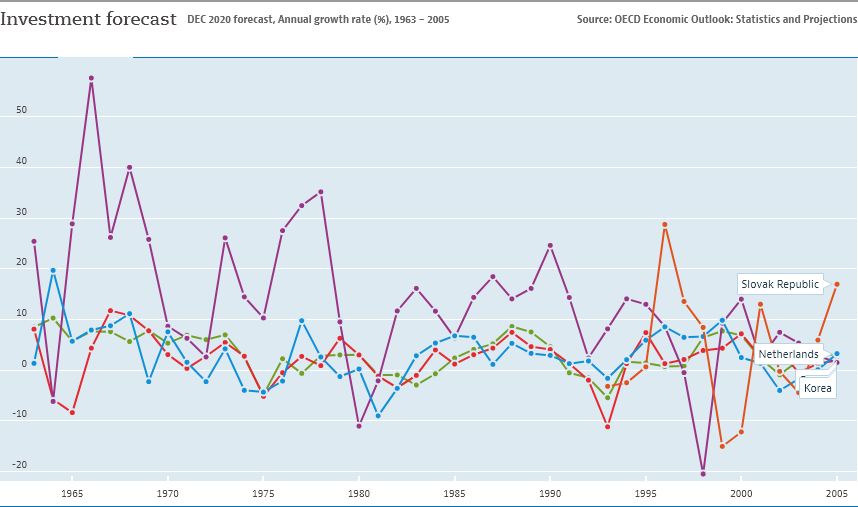 Investment forecast DEC 2020 forecast, Annual growth rate (%), 1963 – 2005 Source: OECD Economic Outlook: Statistics and Projections
50
40
30
20
Slovak Republic
10
Netherlands
0
Korea
-10
-20
1965 1970 1975 1980 1985 1990 1995 2000 2005